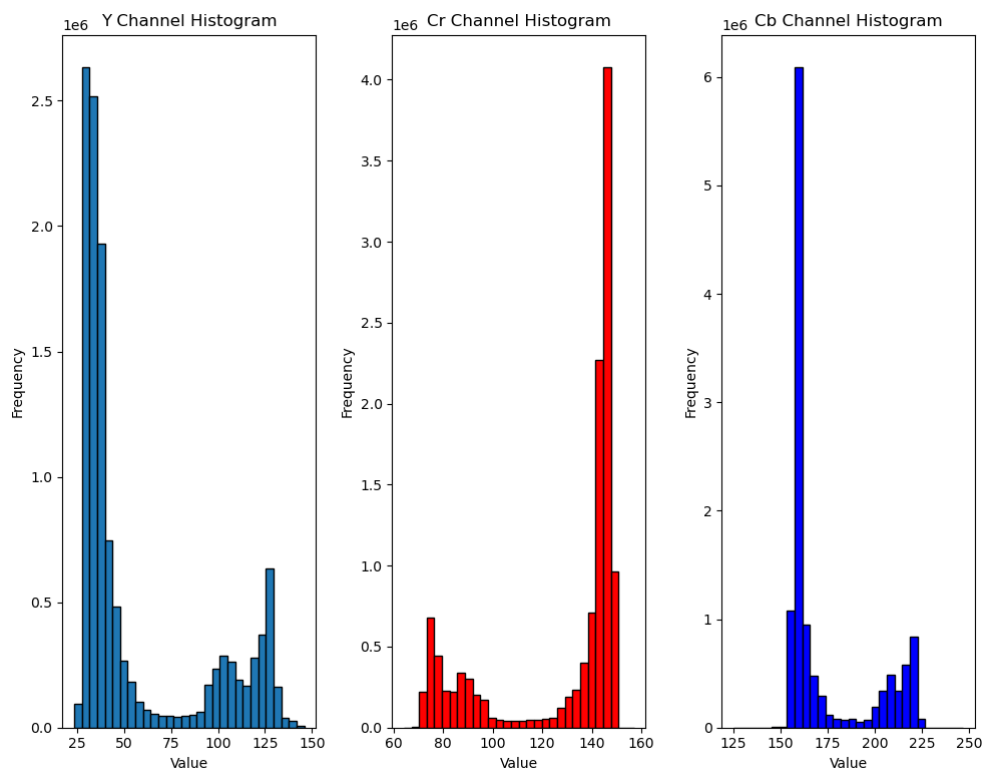 Y Channel Histogram
1e6
Frequency
2.5
2.0
1.5
1.0
0.5
0.0
25 50 75 100 125 150
Value
Cr Channel Histogram
1e6
Frequency
4.0
3.5
3.0
2.5
2.0
1.5
1.0
0.5
0.0
60 80 100 120 140 160
Value
Cb Channel Histogram
1e6
Frequency
6
5
4
3
2
1
0
125 150 175 200 225 250
Value